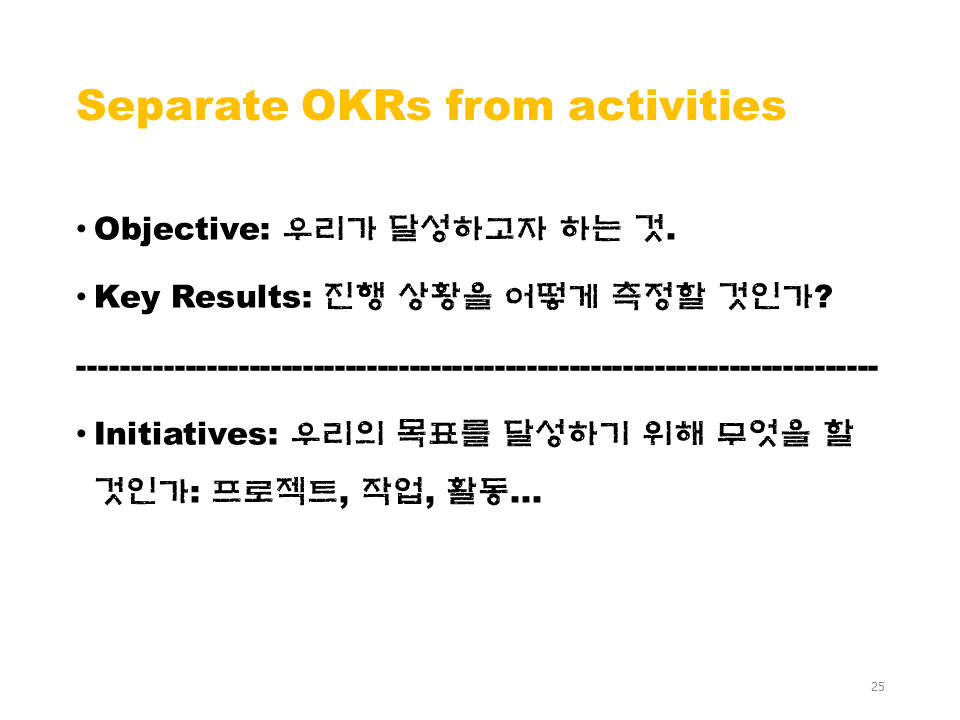 Separate OKRs from activities
• Objective: 우리가 달성하고자 하는 것.
• Key Results: 진행 상황을 어떻게 측정할 것인가?
--------------------------------------------------------------------------
• Initiatives: 우리의 목표를 달성하기 위해 무엇을 할
것인가: 프로젝트, 작업, 활동...
25